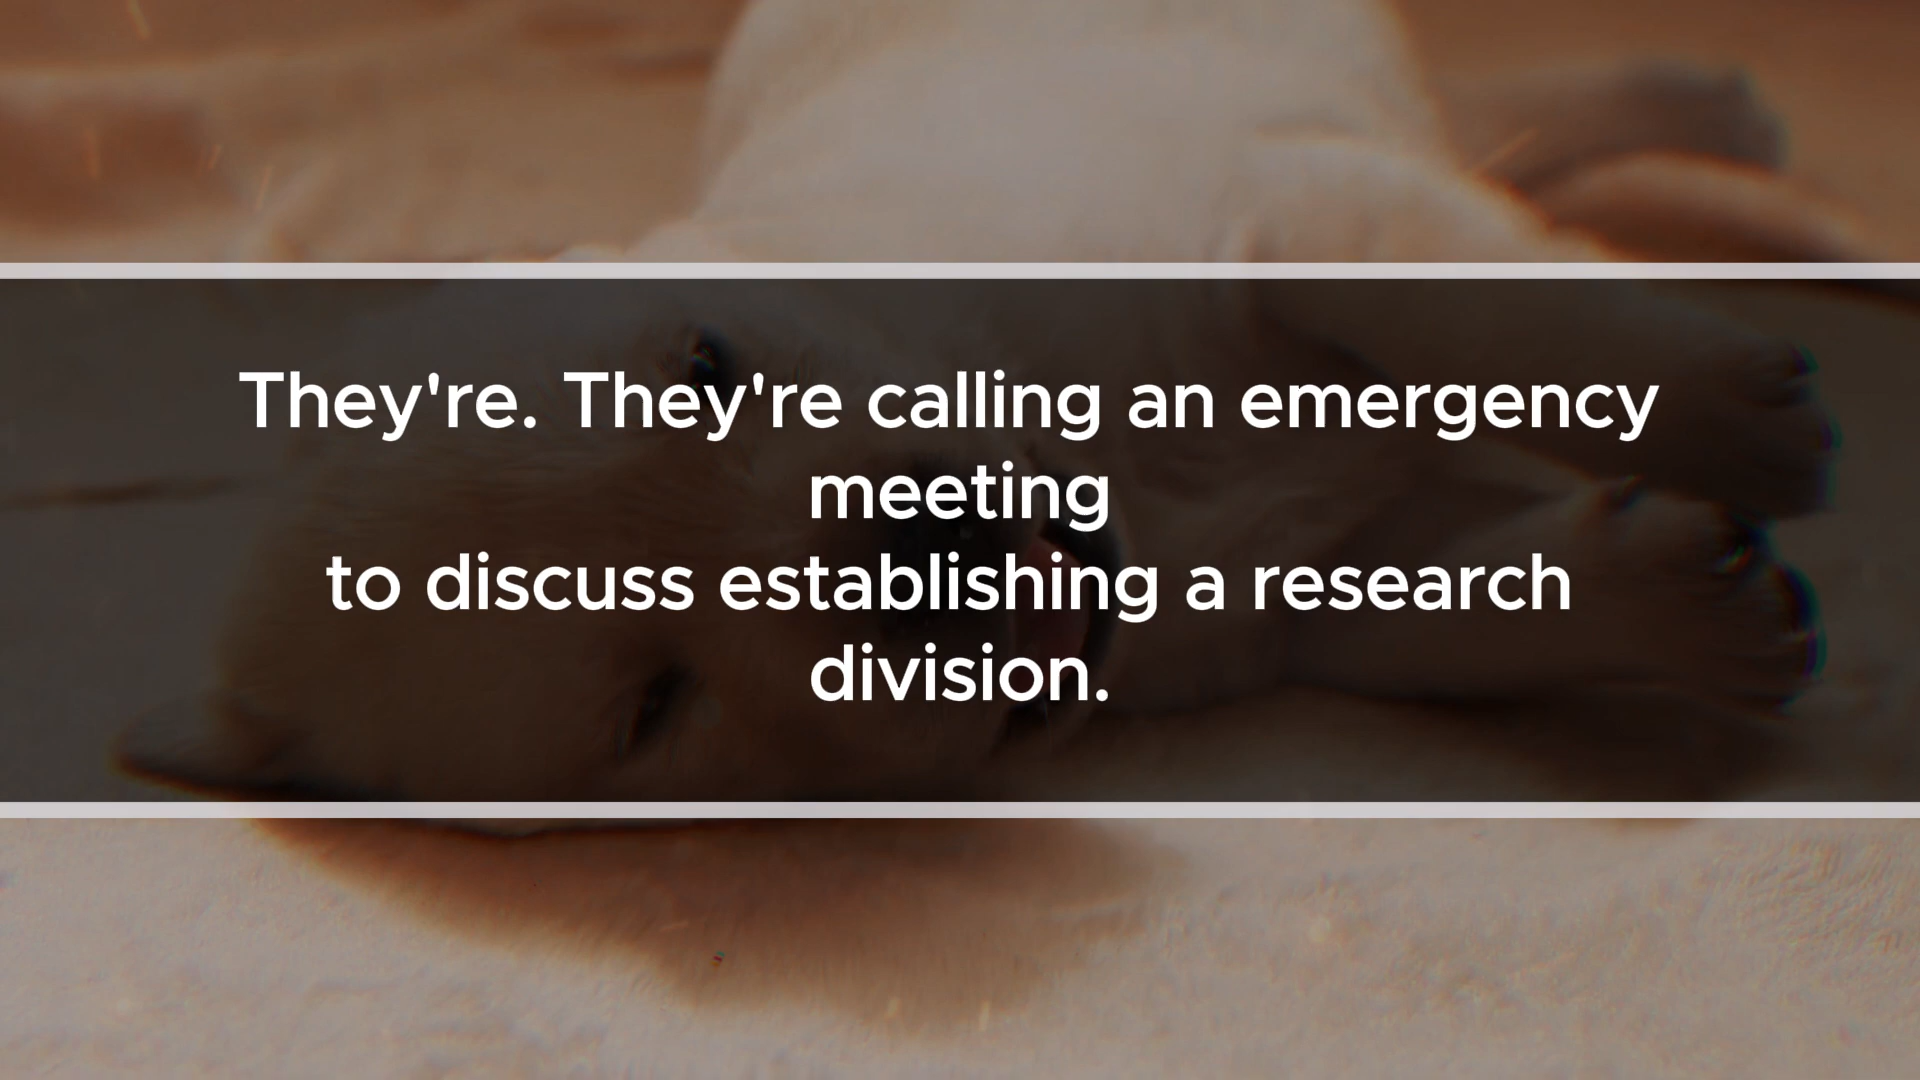 They're. They're calling an emergency
meeting
to discuss establishing a research
division.